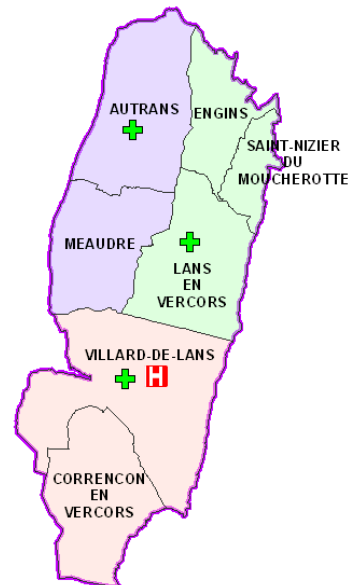 AUTRANS
ENGINS
SAINT-NIZIER
DU
MOUCHEROTTE
MEAUDRE
LANS
EN
VERCORS
VILLARD-DE-LANS
H
CORRENCON
EN
VERCORS